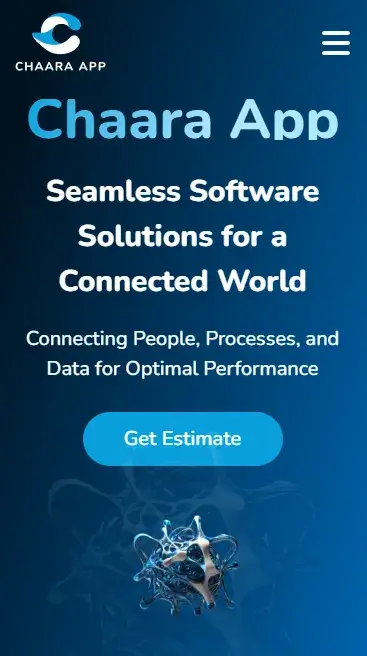 CHAARA APP
Chaara App
Seamless Software
Solutions for a
Connected World
Connecting People, Processes, and
Data for Optimal Performance
Get Estimate